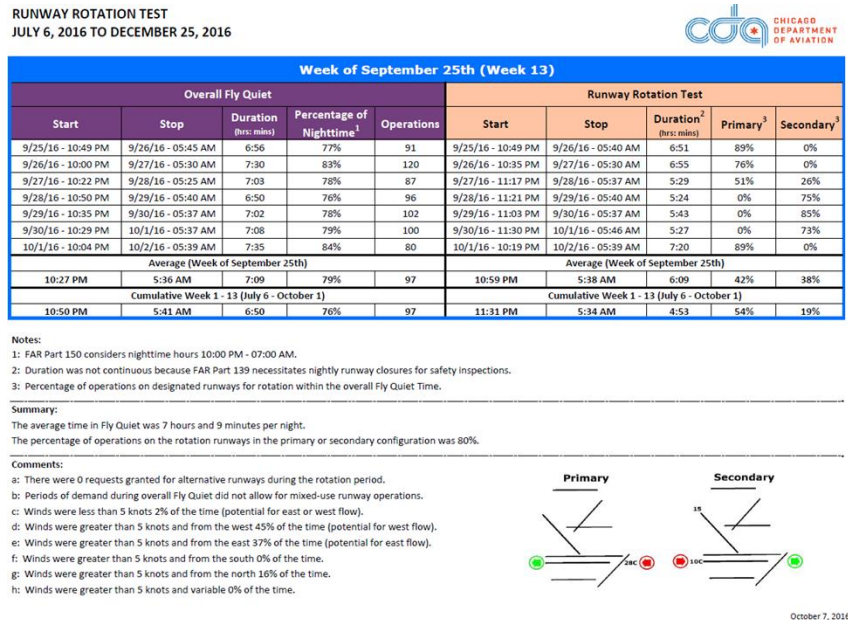 RUNWAY ROTATION TEST
JULY 6, 2016 TO DECEMBER 25, 2016
cda CHICAGO DEPARTMENT OF AVIATION
Week of September 25th (Week 13)
Overall Fly Quiet Runway Rotation Test
Start Stop Duration (hrs: mins) Percentage of Nighttime1 Operations Start Stop Duration2 (hrs: mins) Primary3 Secondary3
9/25/16 - 10:49 PM 9/26/16 - 05:45 AM 6:56 77% 91 9/25/16 - 10:49 PM 9/26/16 - 05:40 AM 6:51 89% 0%
9/26/16 - 10:00 PM 9/27/16 - 05:30 AM 7:30 83% 120 9/26/16 - 10:35 PM 9/27/16 - 05:30 AM 6:55 76% 0%
9/27/16 - 10:22 PM 9/28/16 - 05:25 AM 7:03 78% 87 9/27/16 - 11:17 PM 9/28/16 - 05:37 AM 5:29 51% 26%
9/28/16 - 10:50 PM 9/29/16 - 05:40 AM 6:50 76% 96 9/28/16 - 11:21 PM 9/29/16 - 05:40 AM 5:24 0% 75%
9/29/16 - 10:35 PM 9/30/16 - 05:37 AM 7:02 78% 102 9/29/16 - 11:03 PM 9/30/16 - 05:37 AM 5:43 0% 85%
9/30/16 - 10:29 PM 10/1/16 - 05:37 AM 7:08 79% 100 9/30/16 - 11:30 PM 10/1/16 - 05:46 AM 5:27 0% 73%
10/1/16 - 10:04 PM 10/2/16 - 05:39 AM 7:35 84% 80 10/1/16 - 10:19 PM 10/2/16 - 05:39 AM 7:20 89% 0%
Average (Week of September 25th) Average (Week of September 25th)
10:27 PM 5:36 AM 7:09 79% 97 10:59 PM 5:38 AM 6:09 42% 38%
Cumulative Week 1 - 13 (July 6 - October 1) Cumulative Week 1 - 13 (July 6 - October 1)
10:50 PM 5:41 AM 6:50 76% 97 11:31 PM 5:34 AM 4:53 54% 19%
Notes:
1: FAR Part 150 considers nighttime hours 10:00 PM - 07:00 AM.
2: Duration was not continuous because FAR Part 139 necessitates nightly runway closures for safety inspections.
3: Percentage of operations on designated runways for rotation within the overall Fly Quiet Time.
Summary:
The average time in Fly Quiet was 7 hours and 9 minutes per night.
The percentage of operations on the rotation runways in the primary or secondary configuration was 80%.
Comments:
a: There were 0 requests granted for alternative runways during the rotation period.
b: Periods of demand during overall Fly Quiet did not allow for mixed-use runway operations.
c: Winds were less than 5 knots 2% of the time (potential for east or west flow).
d: Winds were greater than 5 knots and from the west 45% of the time (potential for west flow).
e: Winds were greater than 5 knots and from the east 37% of the time (potential for east flow).
f: Winds were greater than 5 knots and from the south 0% of the time.
g: Winds were greater than 5 knots and from the north 16% of the time.
h: Winds were greater than 5 knots and variable 0% of the time.
Primary Secondary
15
28C 10C
October 7, 2016